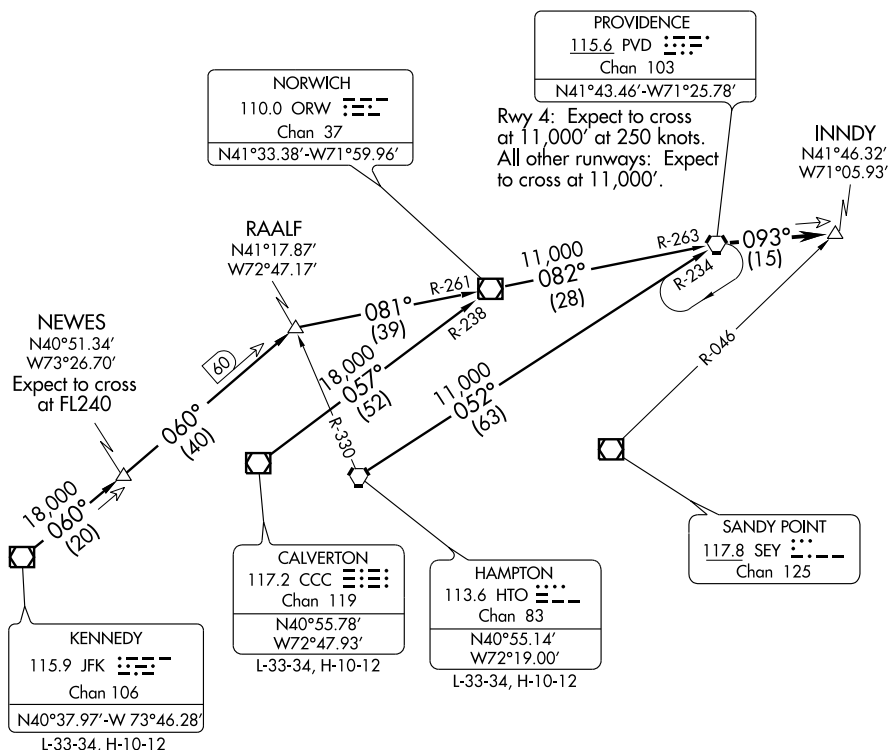 PROVIDENCE
115.6 PVD
Chan 103
N41°43.46'-W71°25.78'
NORWICH
110.0 ORW
Chan 37
N41°33.38'-W71°59.96'
Rwy 4: Expect to cross
at 11,000' at 250 knots.
All other runways: Expect
to cross at 11,000'.
INNDY
N41°46.32'
W71°05.93'
RAALF
N41°17.87'
W72°47.17'
NEWES
N40°51.34'
W73°26.70'
Expect to cross
at FL240
R-261
081°
(39)
R-238
11,000
082°
(28)
R-263
R-234
093°
(15)
60
060°
(40)
18,000
057°
(52)
11,000
052°
(63)
R-330
R-046
18,000
060°
(20)
KENNEDY
115.9 JFK
Chan 106
N40°37.97'-W 73°46.28'
L-33-34, H-10-12
CALVERTON
117.2 CCC
Chan 119
N40°55.78'
W72°47.93'
L-33-34, H-10-12
HAMPTON
113.6 HTO
Chan 83
N40°55.14'
W72°19.00'
L-33-34, H-10-12
SANDY POINT
117.8 SEY
Chan 125